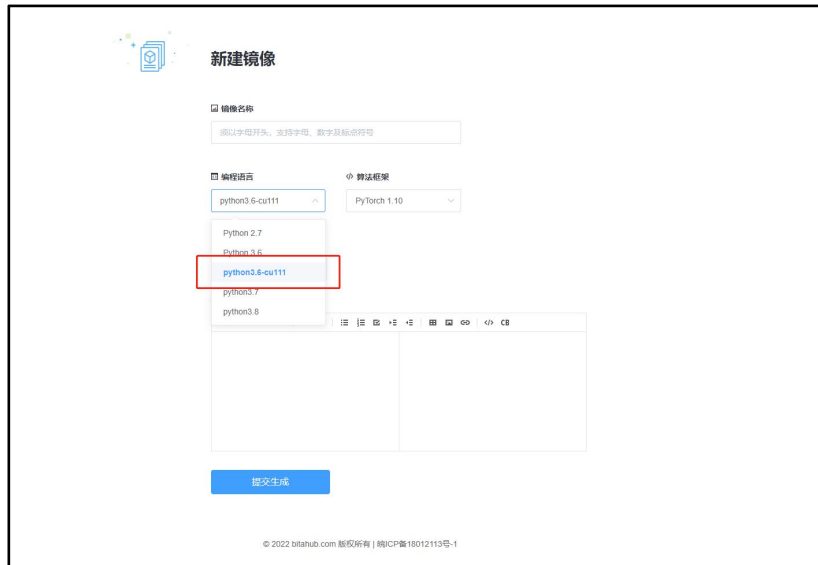 新建镜像
镜像名称
须以字母开头，支持字母、数字及标点符号
编程语言
算法框架
python3.6-cu111
PyTorch 1.10
Python 2.7
Python 3.6
python3.6-cu111
python3.7
python3.8
</> CB
提交生成
© 2022 bitahub.com 版权所有 | 皖ICP备18012113号-1